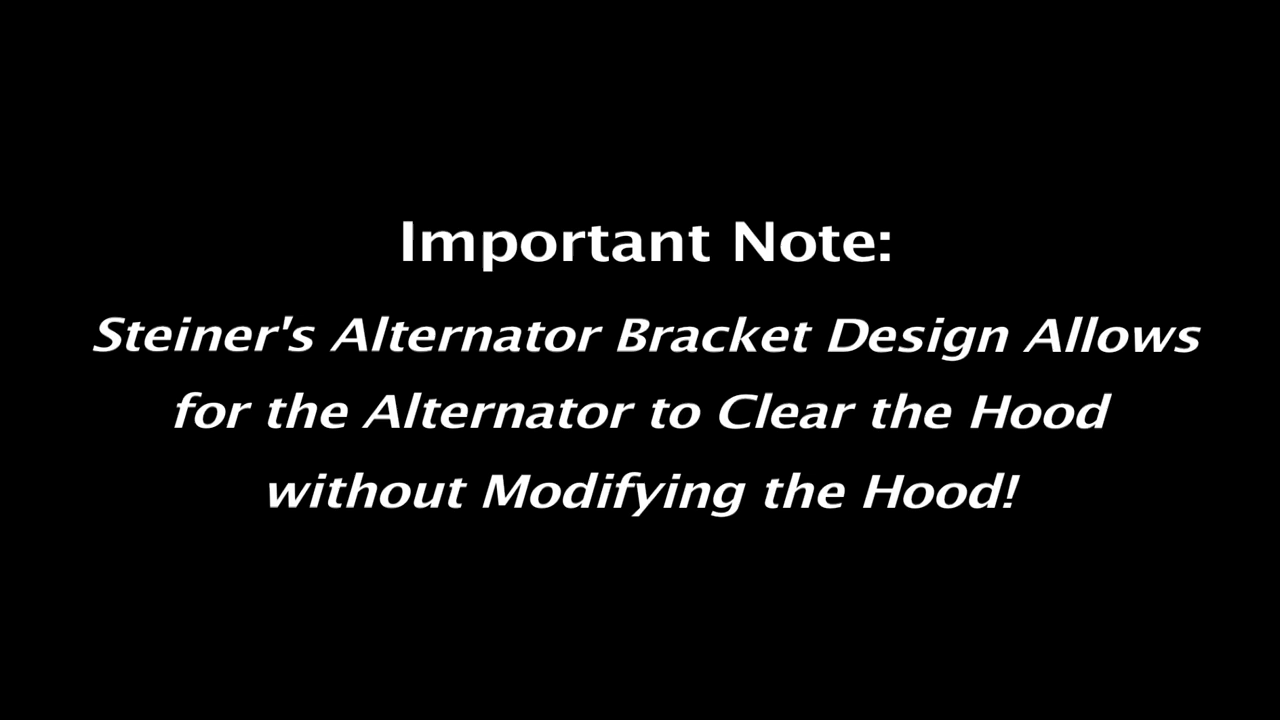 Important Note:
Steiner's Alternator Bracket Design Allows
for the Alternator to Clear the Hood
without Modifying the Hood!